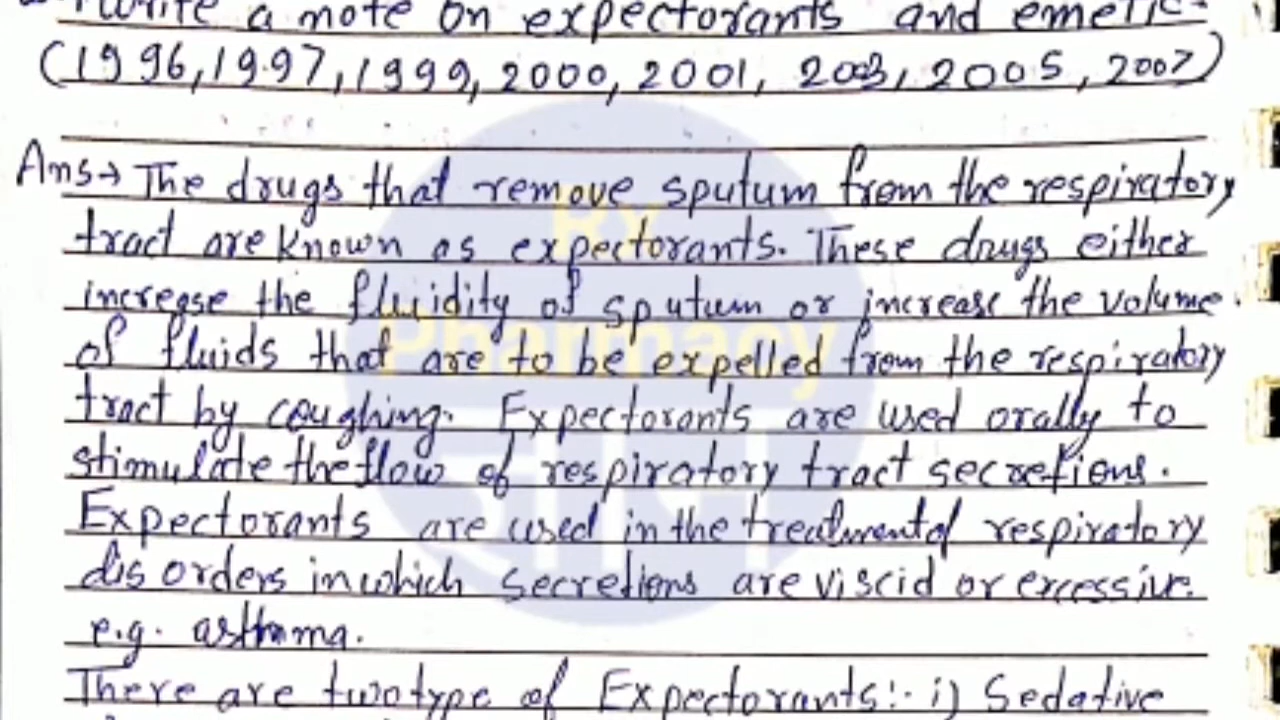 Write a note on expectorants and emetic-
(1996,1997,1999,2000,2001, 2003,2005,2007)
Ans→ The drugs that remove sputum from the respiratory
tract are known as expectorants. These drugs either
increase the fluidity of sputum or increase the volume
of fluids that are to be expelled from the respiratory
tract by coughing. Expectorants are used orally to
stimulate the flow of respiratory tract secretions.
Expectorants are used in the treatment of respiratory
disorders in which secretions are viscid or excessive.
e.g. asthma.
There are two type of Expectorants:- i) Sedative
RX
Pharmacy
ज्ञान